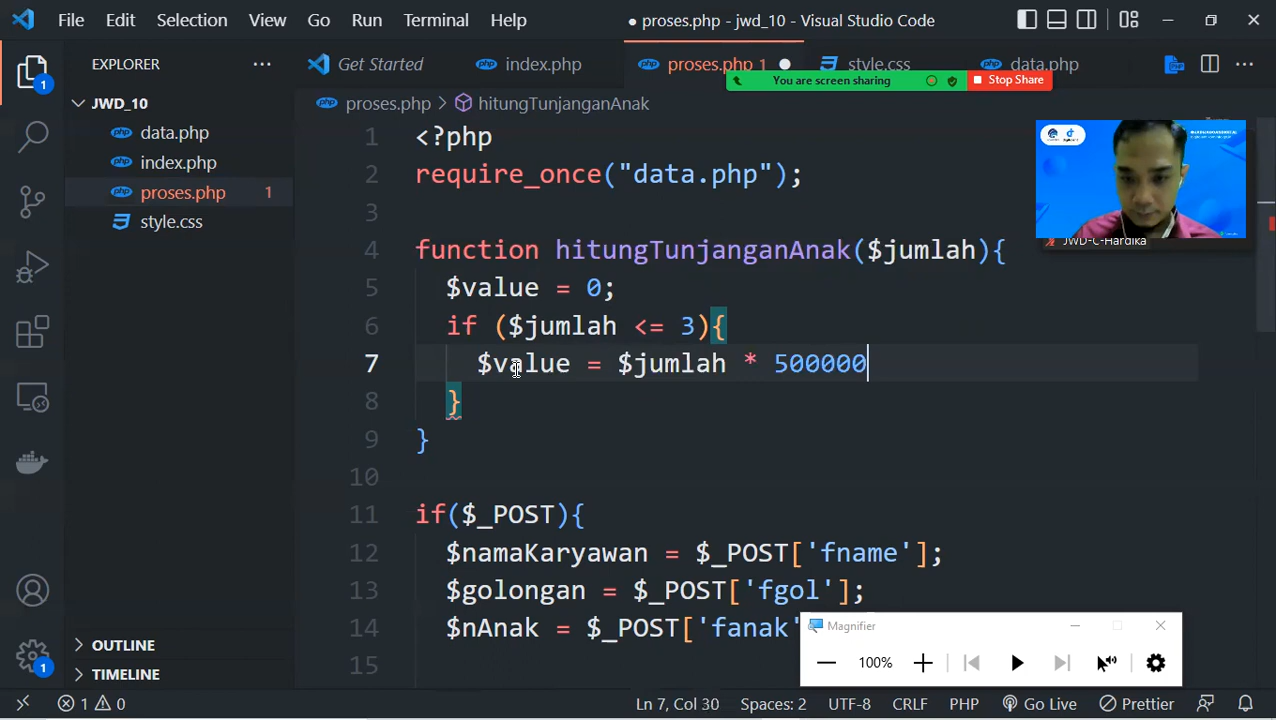 File Edit Selection View Go Run Terminal Help
● proses.php - jwd_10 - Visual Studio Code
EXPLORER
Get Started
index.php
proses.php 1
style.css
data.php
You are screen sharing
Stop Share
JWD_10
data.php
index.php
proses.php 1
style.css
proses.php > hitungTunjanganAnak
1 <?php
2 require_once("data.php");
3
4 function hitungTunjanganAnak($jumlah){
5 $value = 0;
6 if ($jumlah <= 3){
7 $value = $jumlah * 500000
8 }
9 }
10
11 if($_POST){
12 $namaKaryawan = $_POST['fname'];
13 $golongan = $_POST['fgol'];
14 $nAnak = $_POST['fanak'
15
JWD-C-Hardika
1
1
Magnifier
100%
OUTLINE
TIMELINE
1 0
Ln 7, Col 30
Spaces: 2
UTF-8
CRLF
PHP
Go Live
Prettier